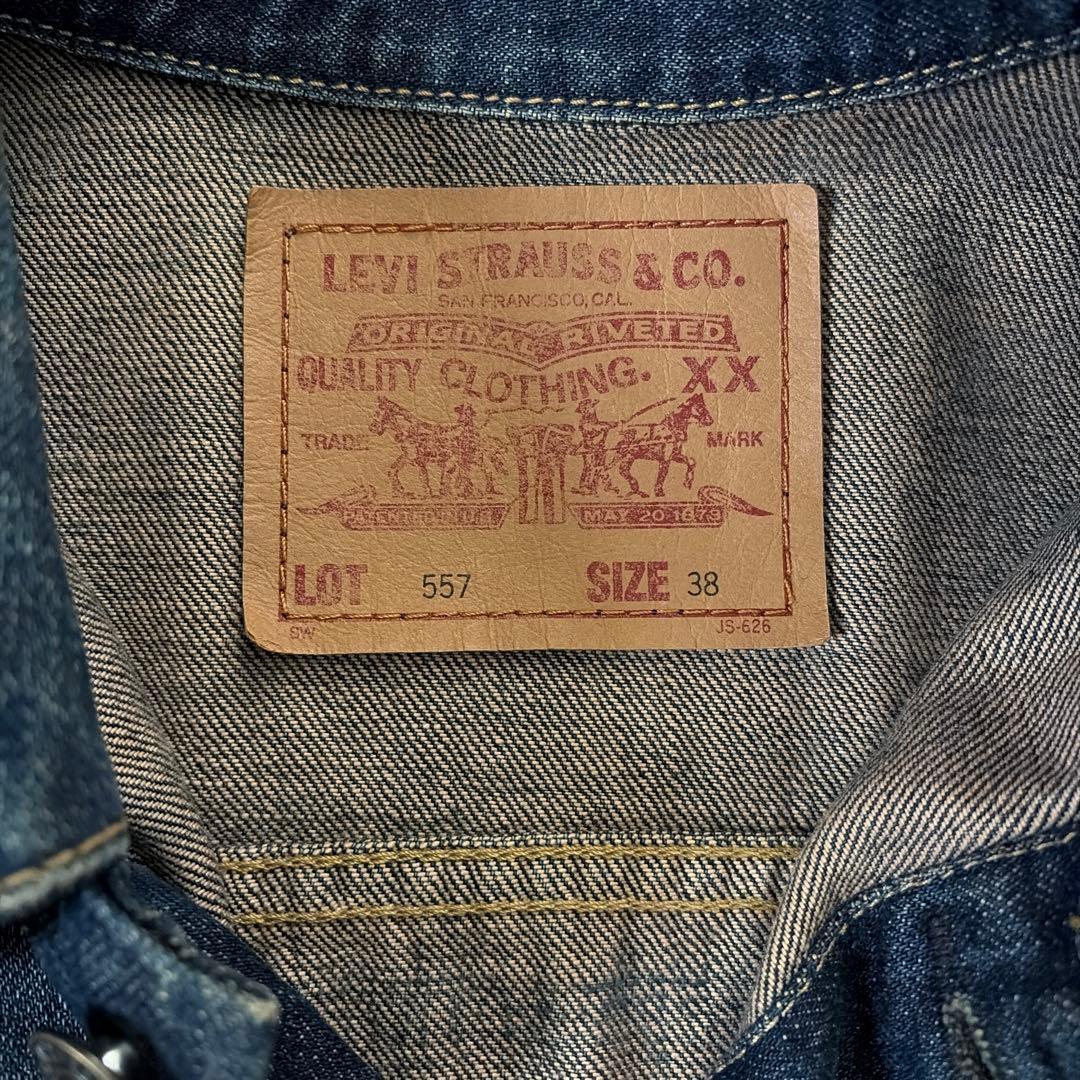 LEVI STRAUSS & CO.
SAN FRANCISCO, CAL.
ORIGINAL RIVETED
QUALITY CLOTHING. XX
TRADE MARK
MAY 20 1873
LOT 557 SIZE 38
SW JS-626